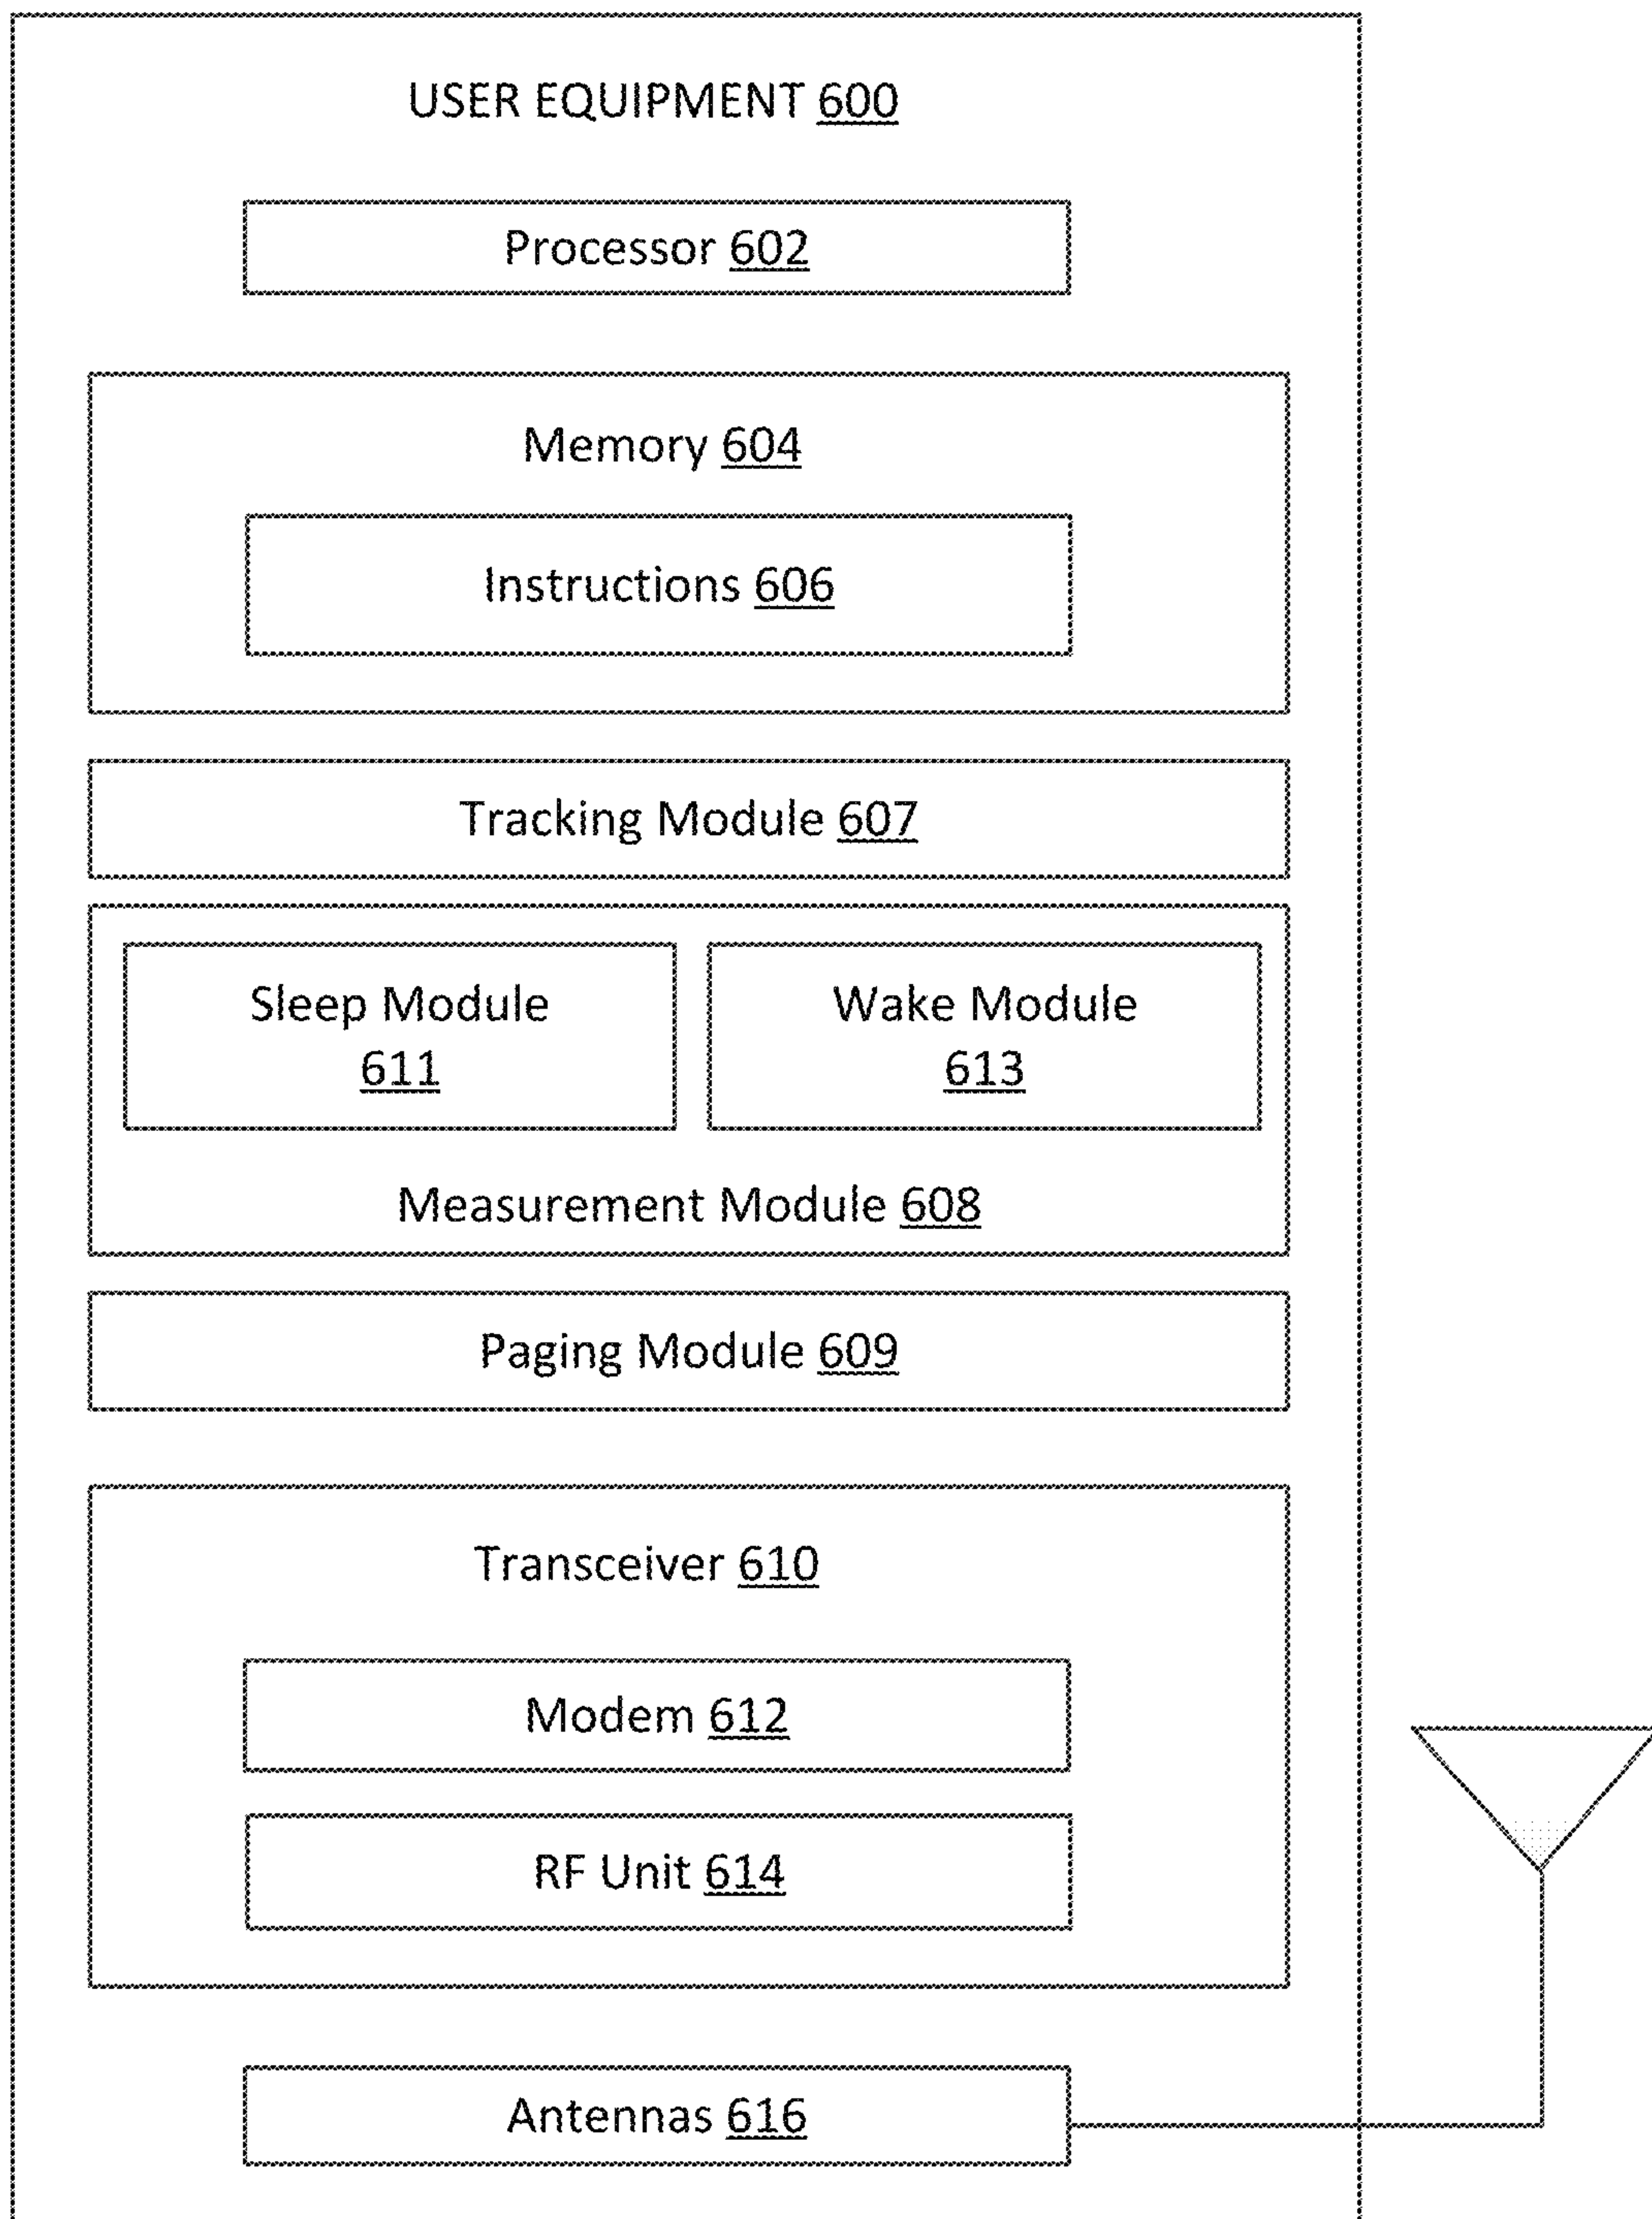 USER EQUIPMENT 600
Processor 602
Memory 604
Instructions 606
Tracking Module 607
Sleep Module
611
Wake Module
613
Measurement Module 608
Paging Module 609
Transceiver 610
Modem 612
RF Unit 614
Antennas 616